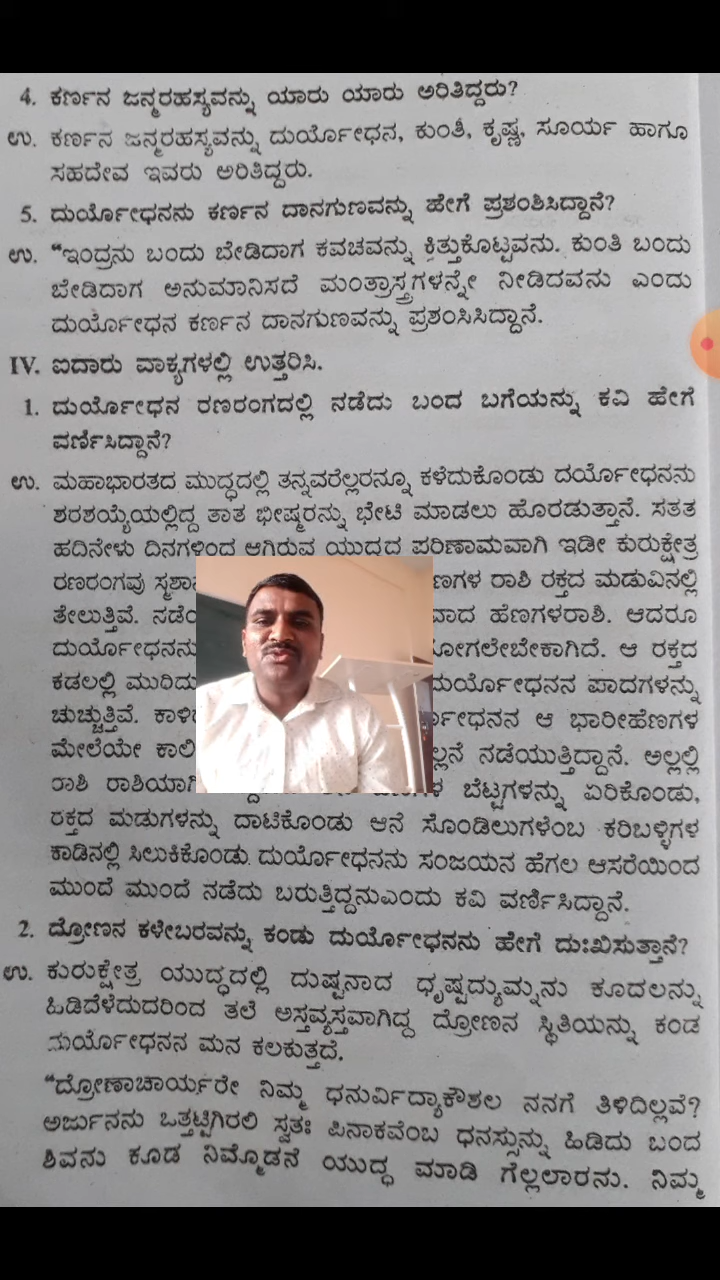 4. ಕರ್ಣನ ಜನ್ಮರಹಸ್ಯವನ್ನು ಯಾರು ಯಾರು ಅರಿತಿದ್ದರು?
ಉ. ಕರ್ಣನ ಜನ್ಮರಹಸ್ಯವನ್ನು ದುರ್ಯೋಧನ, ಕುಂತೀ, ಕೃಷ್ಣ, ಸೂರ್ಯ ಹಾಗೂ
ಸಹದೇವ ಇವರು ಅರಿತಿದ್ದರು.
5. ದುರ್ಯೋಧನನು ಕರ್ಣನ ದಾನಗುಣವನ್ನು ಹೇಗೆ ಪ್ರಶಂಶಿಸಿದ್ದಾನೆ?
ಉ. “ಇಂದ್ರನು ಬಂದು ಬೇಡಿದಾಗ ಕವಚವನ್ನು ಕಿತ್ತುಕೊಟ್ಟವನು. ಕುಂತಿ ಬಂದು
ಬೇಡಿದಾಗ ಅನುಮಾನಿಸದೆ ಮಂತ್ರಾಸ್ತ್ರಗಳನ್ನೇ ನೀಡಿದವನು ಎಂದು
ದುರ್ಯೋಧನ ಕರ್ಣನ ದಾನಗುಣವನ್ನು ಪ್ರಶಂಸಿಸಿದ್ದಾನೆ.
IV. ಐದಾರು ವಾಕ್ಯಗಳಲ್ಲಿ ಉತ್ತರಿಸಿ.
1. ದುರ್ಯೋಧನ ರಣರಂಗದಲ್ಲಿ ನಡೆದು ಬಂದ ಬಗೆಯನ್ನು ಕವಿ ಹೇಗೆ
ವರ್ಣಿಸಿದ್ದಾನೆ?
ಉ. ಮಹಾಭಾರತದ ಮುದ್ಧದಲ್ಲಿ ತನ್ನವರೆಲ್ಲರನ್ನೂ ಕಳೆದುಕೊಂಡು ದರ್ಯೋಧನನು
ಶರಶಯ್ಯೆಯಲ್ಲಿದ್ದ ತಾತ ಭೀಷ್ಮರನ್ನು ಭೇಟಿ ಮಾಡಲು ಹೊರಡುತ್ತಾನೆ. ಸತತ
ಹದಿನೇಳು ದಿನಗಳಿಂದ ಆಗಿರುವ ಯುದ್ಧದ ಪರಿಣಾಮವಾಗಿ ಇಡೀ ಕುರುಕ್ಷೇತ್ರ
ರಣರಂಗವು ರಾಶಿ ರಕ್ತದ ಮಡುವಿನಲ್ಲಿ
ತೇಲುತ್ತಿವೆ. ಹೆಣಗಳರಾಶಿ. ಆದರೂ
ದುರ್ಯೋಧನನು ಆ ರಕ್ತದ
ಕಡಲಲ್ಲಿ ಪಾದಗಳನ್ನು
ಚುಚ್ಚುತ್ತಿವೆ. ಆ ಭಾರೀಹೆಣಗಳ
ಮೇಲೆಯೇ ನಡೆಯುತ್ತಿದ್ದಾನೆ. ಅಲ್ಲಲ್ಲಿ
ರಾಶಿ ಬೆಟ್ಟಗಳನ್ನು ಏರಿಕೊಂಡು,
ರಕ್ತದ ಮಡುಗಳನ್ನು ದಾಟಿಕೊಂಡು ಆನೆ ಸೊಂಡಿಲುಗಳೆಂಬ ಕರಿಬಳ್ಳಿಗಳ
ಕಾಡಿನಲ್ಲಿ ಸಿಲುಕಿಕೊಂಡು ದುರ್ಯೋಧನನು ಸಂಜಯನ ಹೆಗಲ ಆಸರೆಯಿಂದ
ಮುಂದೆ ಮುಂದೆ ನಡೆದು ಬರುತ್ತಿದ್ದನುಎಂದು ಕವಿ ವರ್ಣಿಸಿದ್ದಾನೆ.
2. ದ್ರೋಣನ ಕಳೇಬರವನ್ನು ಕಂಡು ದುರ್ಯೋಧನನು ಹೇಗೆ ದುಃಖಿಸುತ್ತಾನೆ?
ಉ. ಕುರುಕ್ಷೇತ್ರ ಯುದ್ಧದಲ್ಲಿ ದುಷ್ಟನಾದ ಧೃಷ್ಟದ್ಯುಮ್ನನು ಕೂದಲನ್ನು
ಹಿಡಿದೆಳೆದುದರಿಂದ ತಲೆ ಅಸ್ತವ್ಯಸ್ತವಾಗಿದ್ದ ದ್ರೋಣನ ಸ್ಥಿತಿಯನ್ನು ಕಂಡ
ದುರ್ಯೋಧನನ ಮನ ಕಲಕುತ್ತದೆ.
“ದ್ರೋಣಾಚಾರ್ಯರೇ ನಿಮ್ಮ ಧನುರ್ವಿದ್ಯಾಕೌಶಲ ನನಗೆ ತಿಳಿದಿಲ್ಲವೆ?
ಅರ್ಜುನನು ಒತ್ತಟ್ಟಿಗಿರಲಿ ಸ್ವತಃ ಪಿನಾಕವೆಂಬ ಧನಸ್ಸುನ್ನು ಹಿಡಿದು ಬಂದ
ಶಿವನು ಕೂಡ ನಿಮ್ಮೊಡನೆ ಯುದ್ಧ ಮಾಡಿ ಗೆಲ್ಲಲಾರನು. ನಿಮ್ಮ